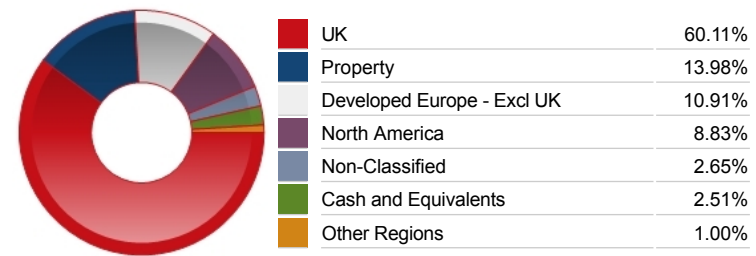 UK 60.11%
Property 13.98%
Developed Europe - Excl UK 10.91%
North America 8.83%
Non-Classified 2.65%
Cash and Equivalents 2.51%
Other Regions 1.00%